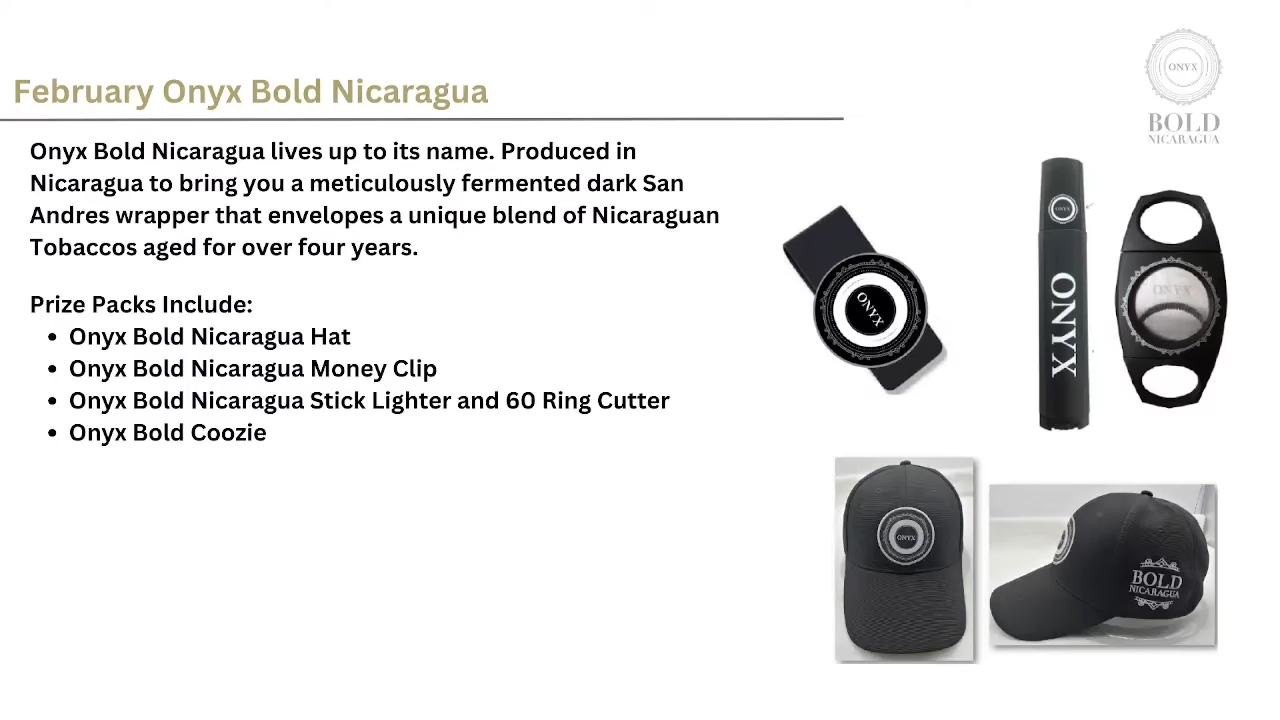 ONYX
BOLD
NICARAGUA
February Onyx Bold Nicaragua
Onyx Bold Nicaragua lives up to its name. Produced in
Nicaragua to bring you a meticulously fermented dark San
Andres wrapper that envelopes a unique blend of Nicaraguan
Tobaccos aged for over four years.
Prize Packs Include:
• Onyx Bold Nicaragua Hat
• Onyx Bold Nicaragua Money Clip
• Onyx Bold Nicaragua Stick Lighter and 60 Ring Cutter
• Onyx Bold Coozie
ONYX
ONYX
ONYX
ONYX
ONYX
BOLD
NICARAGUA